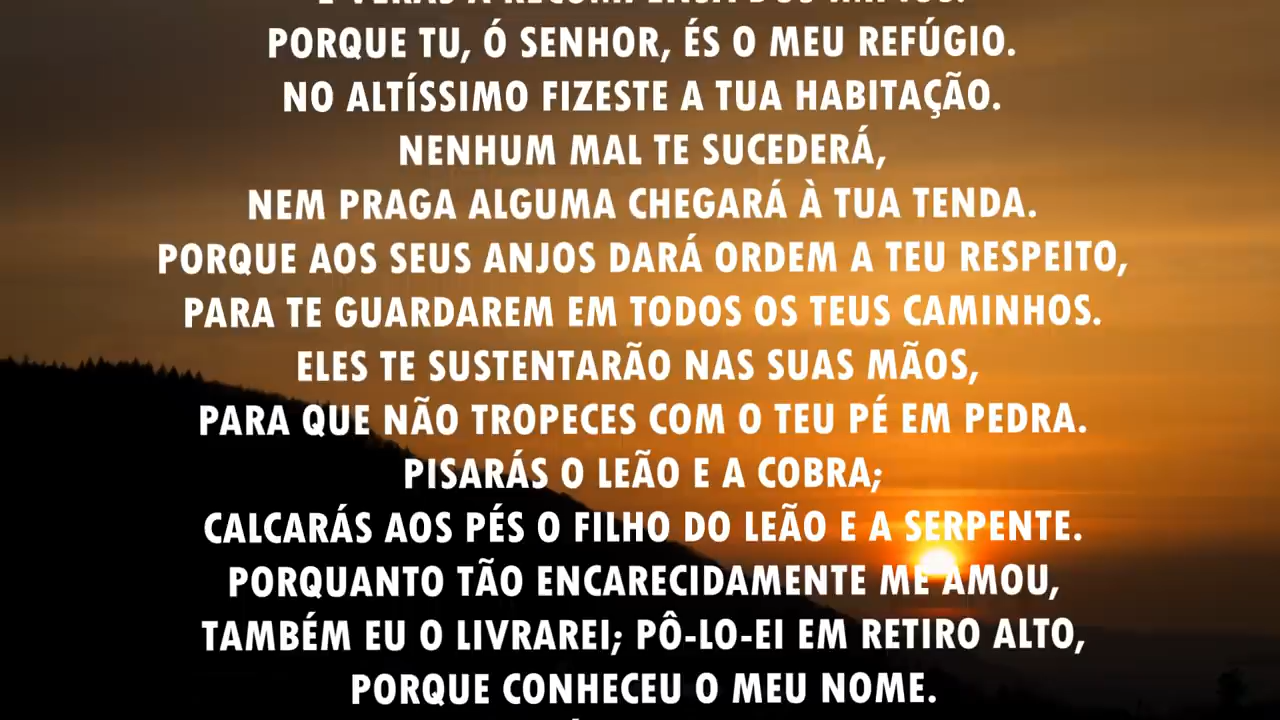 PORQUE TU, Ó SENHOR, ÉS O MEU REFÚGIO.
NO ALTÍSSIMO FIZESTE A TUA HABITAÇÃO.
NENHUM MAL TE SUCEDERÁ,
NEM PRAGA ALGUMA CHEGARÁ À TUA TENDA.
PORQUE AOS SEUS ANJOS DARÁ ORDEM A TEU RESPEITO,
PARA TE GUARDAREM EM TODOS OS TEUS CAMINHOS.
ELES TE SUSTENTARÃO NAS SUAS MÃOS,
PARA QUE NÃO TROPECES COM O TEU PÉ EM PEDRA.
PISARÁS O LEÃO E A COBRA;
CALCARÁS AOS PÉS O FILHO DO LEÃO E A SERPENTE.
PORQUANTO TÃO ENCARECIDAMENTE ME AMOU,
TAMBÉM EU O LIVRAREI; PÔ-LO-EI EM RETIRO ALTO,
PORQUE CONHECEU O MEU NOME.